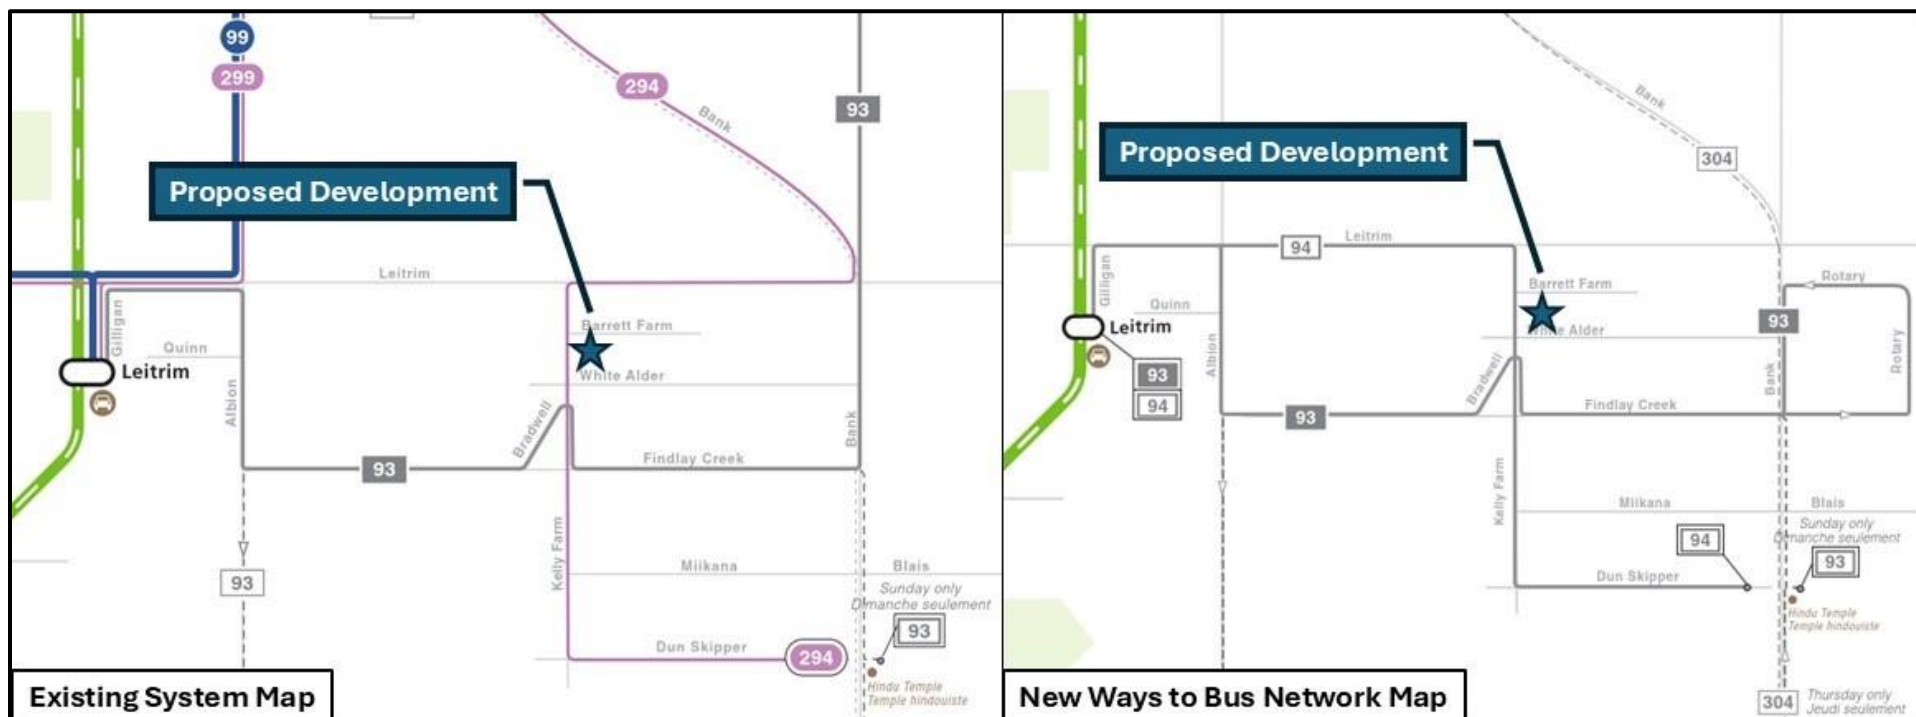 99
299
294
Bank
93
Proposed Development
Leitrim
Gilligan
Quinn
Leitrim
Albion
Barrett Farm
White Alder
Bradwell
Bank
93
Findlay Creek
Kelly Farm
93
Miikana
Blais
Sunday only
Dimanche seulement
93
Dun Skipper
294
Hindu Temple
Temple hindouiste
Existing System Map
Bank
304
Proposed Development
94
Leitrim
Gilligan
Quinn
Leitrim
Albion
93
94
Barrett Farm
White Alder
Rotary
93
Rotary
Bank
Bradwell
93
Findlay Creek
Kelly Farm
Miikana
Blais
Sunday only
Dimanche seulement
94
93
Dun Skipper
Hindu Temple
Temple hindouiste
304
Thursday only
Jeudi seulement
New Ways to Bus Network Map